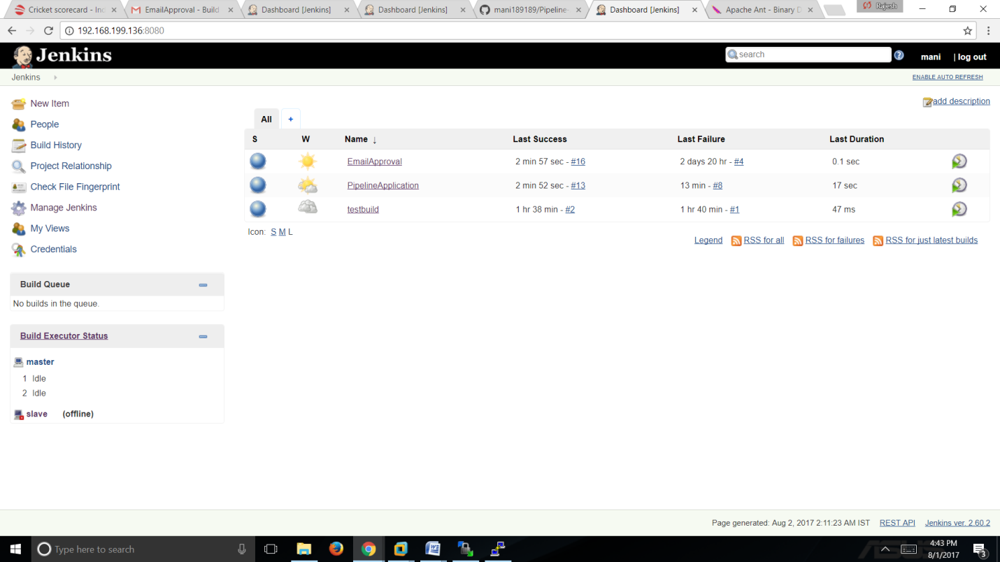 Cricket scorecard - Ind
EmailApproval - Build
Dashboard [Jenkins]
Dashboard [Jenkins]
mani189189/Pipeline-
Dashboard [Jenkins]
Apache Ant - Binary D
Rajesh
192.168.199.136:8080
Jenkins
search
mani
| log out
Jenkins
ENABLE AUTO REFRESH
New Item
People
Build History
Project Relationship
Check File Fingerprint
Manage Jenkins
My Views
Credentials
add description
All +
S W Name ↓ Last Success Last Failure Last Duration
EmailApproval 2 min 57 sec - #16 2 days 20 hr - #4 0.1 sec
PipelineApplication 2 min 52 sec - #13 13 min - #8 17 sec
testbuild 1 hr 38 min - #2 1 hr 40 min - #1 47 ms
Icon: S M L
Legend RSS for all RSS for failures RSS for just latest builds
Build Queue
No builds in the queue.
Build Executor Status
master
1 Idle
2 Idle
slave (offline)
Page generated: Aug 2, 2017 2:11:23 AM IST REST API Jenkins ver. 2.60.2
Type here to search
4:43 PM
8/1/2017
3